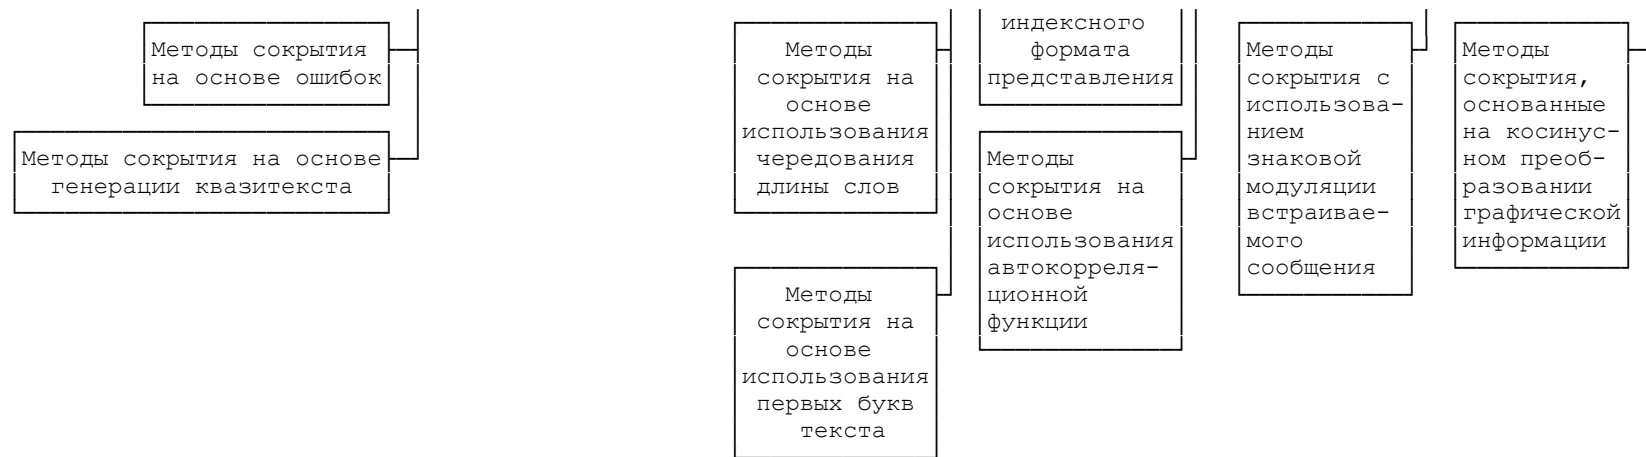 Методы сокрытия
на основе ошибок
Методы сокрытия на основе
генерации квазитекста
Методы
сокрытия на
основе
использования
чередования
длины слов
Методы
сокрытия на
основе
использования
первых букв
текста
индексного
формата
представления
Методы
сокрытия на
основе
использования
автокорреля-
ционной
функции
Методы
сокрытия с
использова-
нием
знаковой
модуляции
встраивае-
мого
сообщения
Методы
сокрытия,
основанные
на косинус-
ном преоб-
разовании
графической
информации